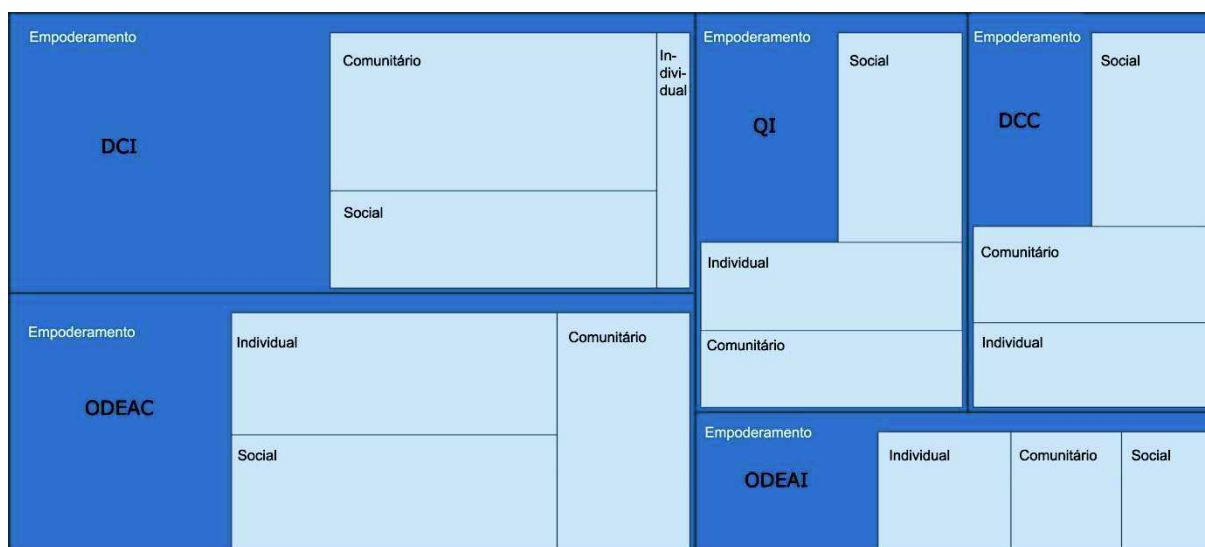 Empoderamento
DCI
Comunitário
In-
divi-
dual
Social
Empoderamento
QI
Social
Individual
Comunitário
Empoderamento
DCC
Social
Comunitário
Individual
Empoderamento
ODEAC
Individual
Comunitário
Social
Empoderamento
ODEAI
Individual
Comunitário
Social